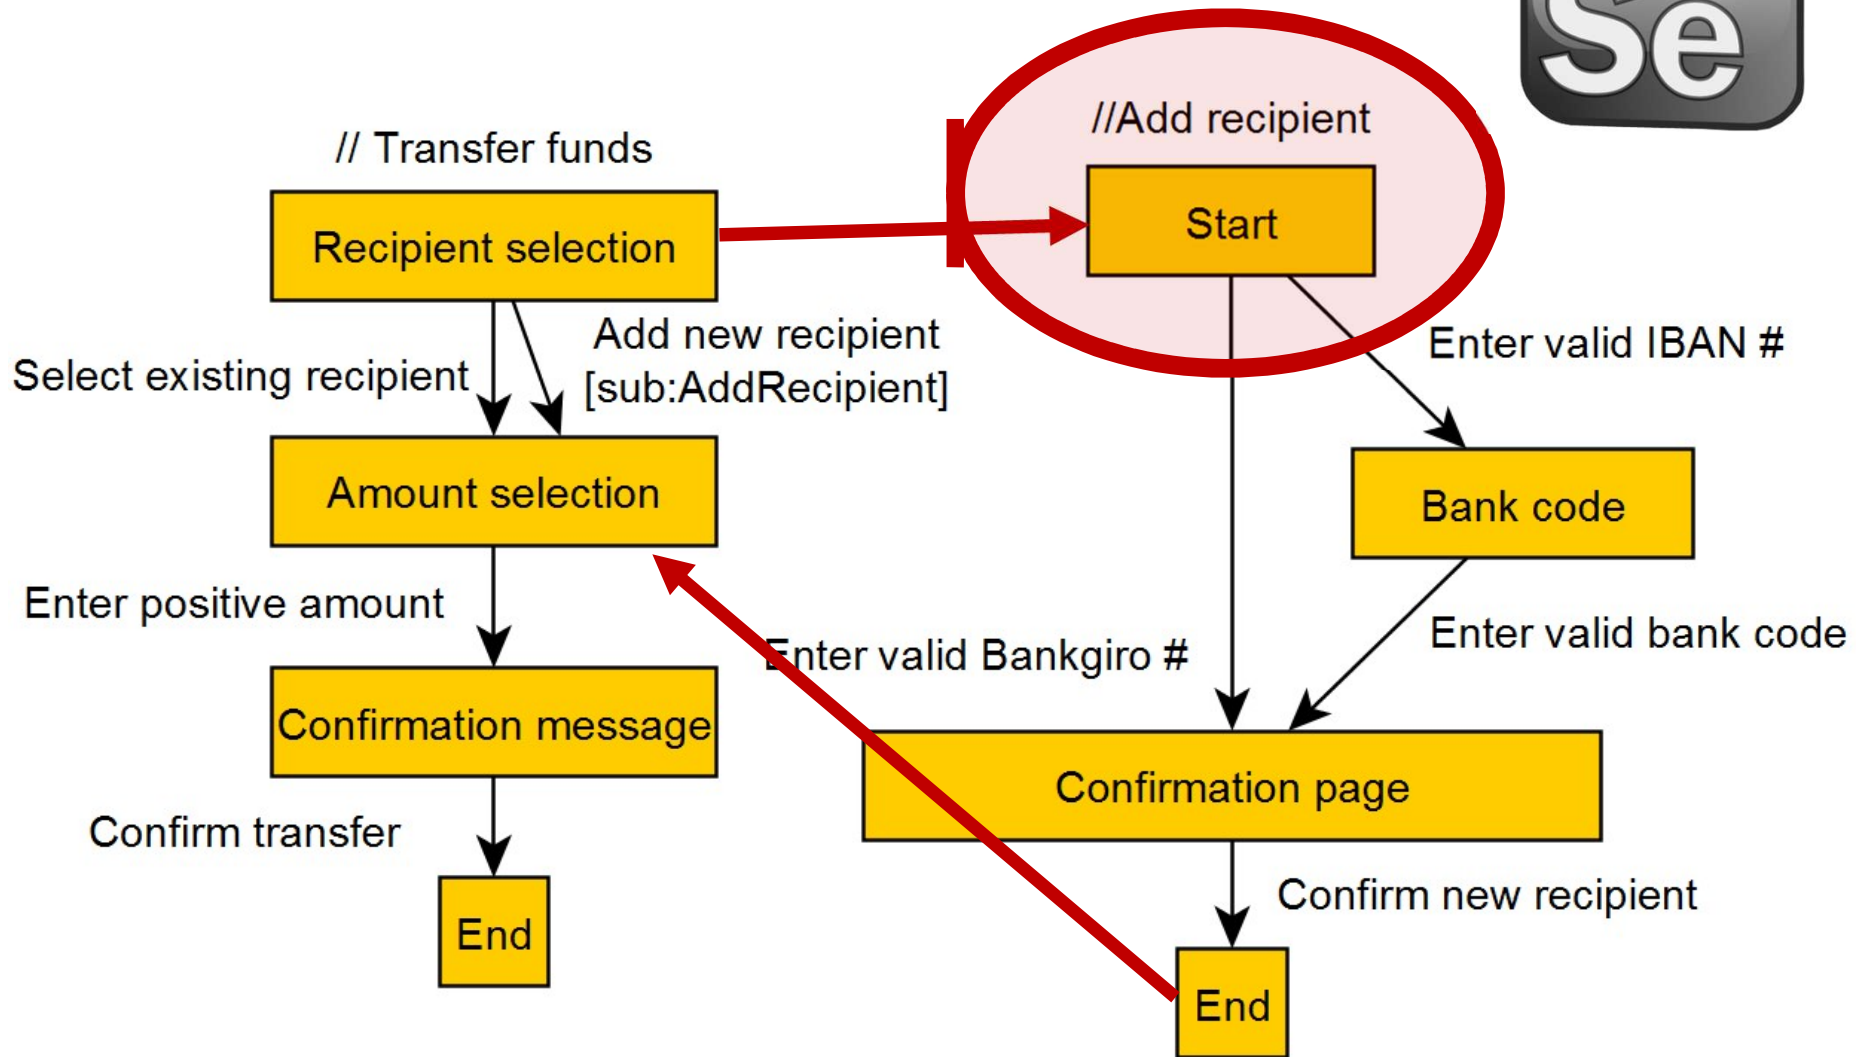 Se
// Transfer funds
//Add recipient
Recipient selection
Start
Select existing recipient
Add new recipient
[sub:AddRecipient]
Enter valid IBAN #
Amount selection
Bank code
Enter positive amount
Enter valid Bankgiro #
Enter valid bank code
Confirmation message
Confirmation page
Confirm transfer
Confirm new recipient
End
End